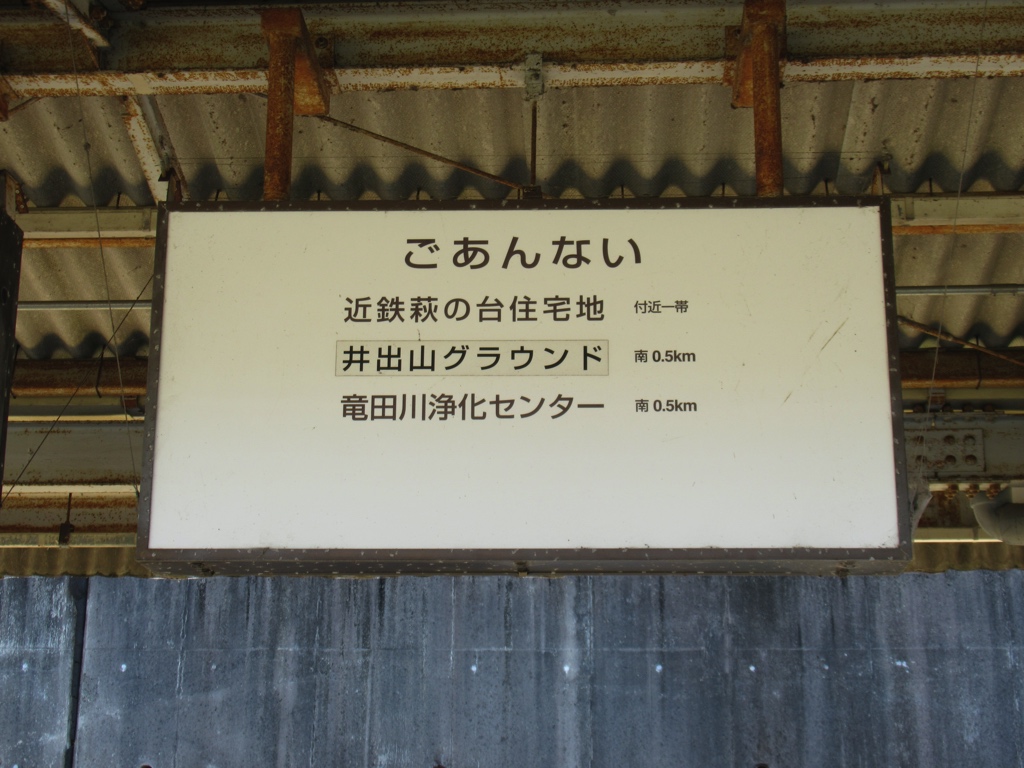 ごあんない
近鉄萩の台住宅地 付近一帯
井出山グラウンド 南 0.5km
竜田川浄化センター 南 0.5km